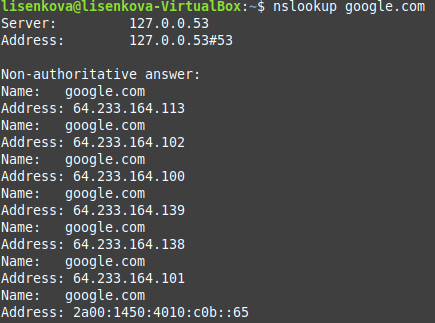 lisenkova@lisenkova-VirtualBox:~$ nslookup google.com
Server:         127.0.0.53
Address:        127.0.0.53#53

Non-authoritative answer:
Name:   google.com
Address: 64.233.164.113
Name:   google.com
Address: 64.233.164.102
Name:   google.com
Address: 64.233.164.100
Name:   google.com
Address: 64.233.164.139
Name:   google.com
Address: 64.233.164.138
Name:   google.com
Address: 64.233.164.101
Name:   google.com
Address: 2a00:1450:4010:c0b::65